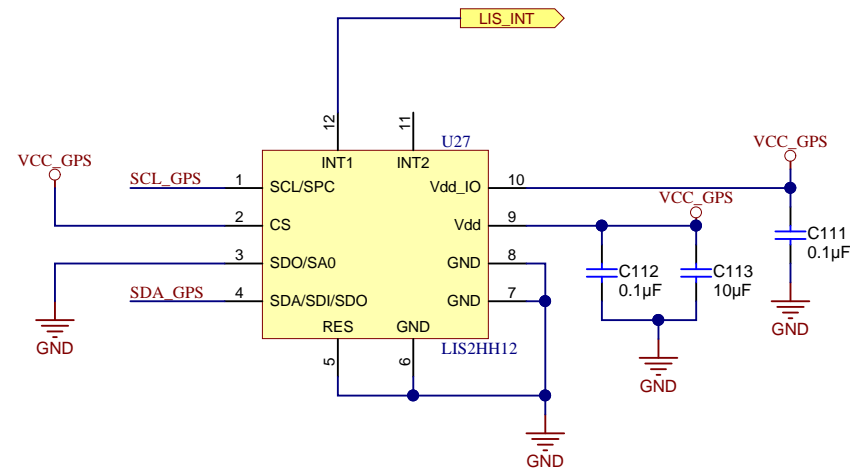 LIS_INT
12
11
U27
VCC_GPS
VCC_GPS
INT1
INT2
SCL_GPS
1
SCL/SPC
Vdd_IO
10
VCC_GPS
2
CS
Vdd
9
C111
0.1µF
3
SDO/SA0
GND
8
C112
0.1µF
C113
10µF
SDA_GPS
4
SDA/SDI/SDO
GND
7
RES
GND
GND
GND
LIS2HH12
5
6
GND
GND